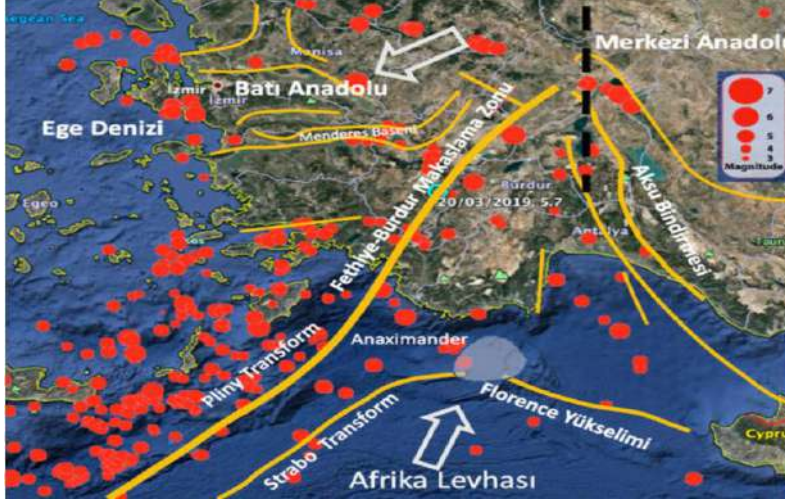 Aegean Sea
Manisa
Merkezi Anadolu
İzmir
İzmir
Batı Anadolu
7
6
5
4
3
Magnitude
Ege Denizi
Menderes Baseni
Fethiye-Burdur Makaslama Zonu
Burdur
20/03/2019, 5.7
Aksu Bindirmesi
Antalya
Egeo
Pliny Transform
Anaximander
Strabo Transform
Florence Yükselimi
Afrika Levhası
Cypru